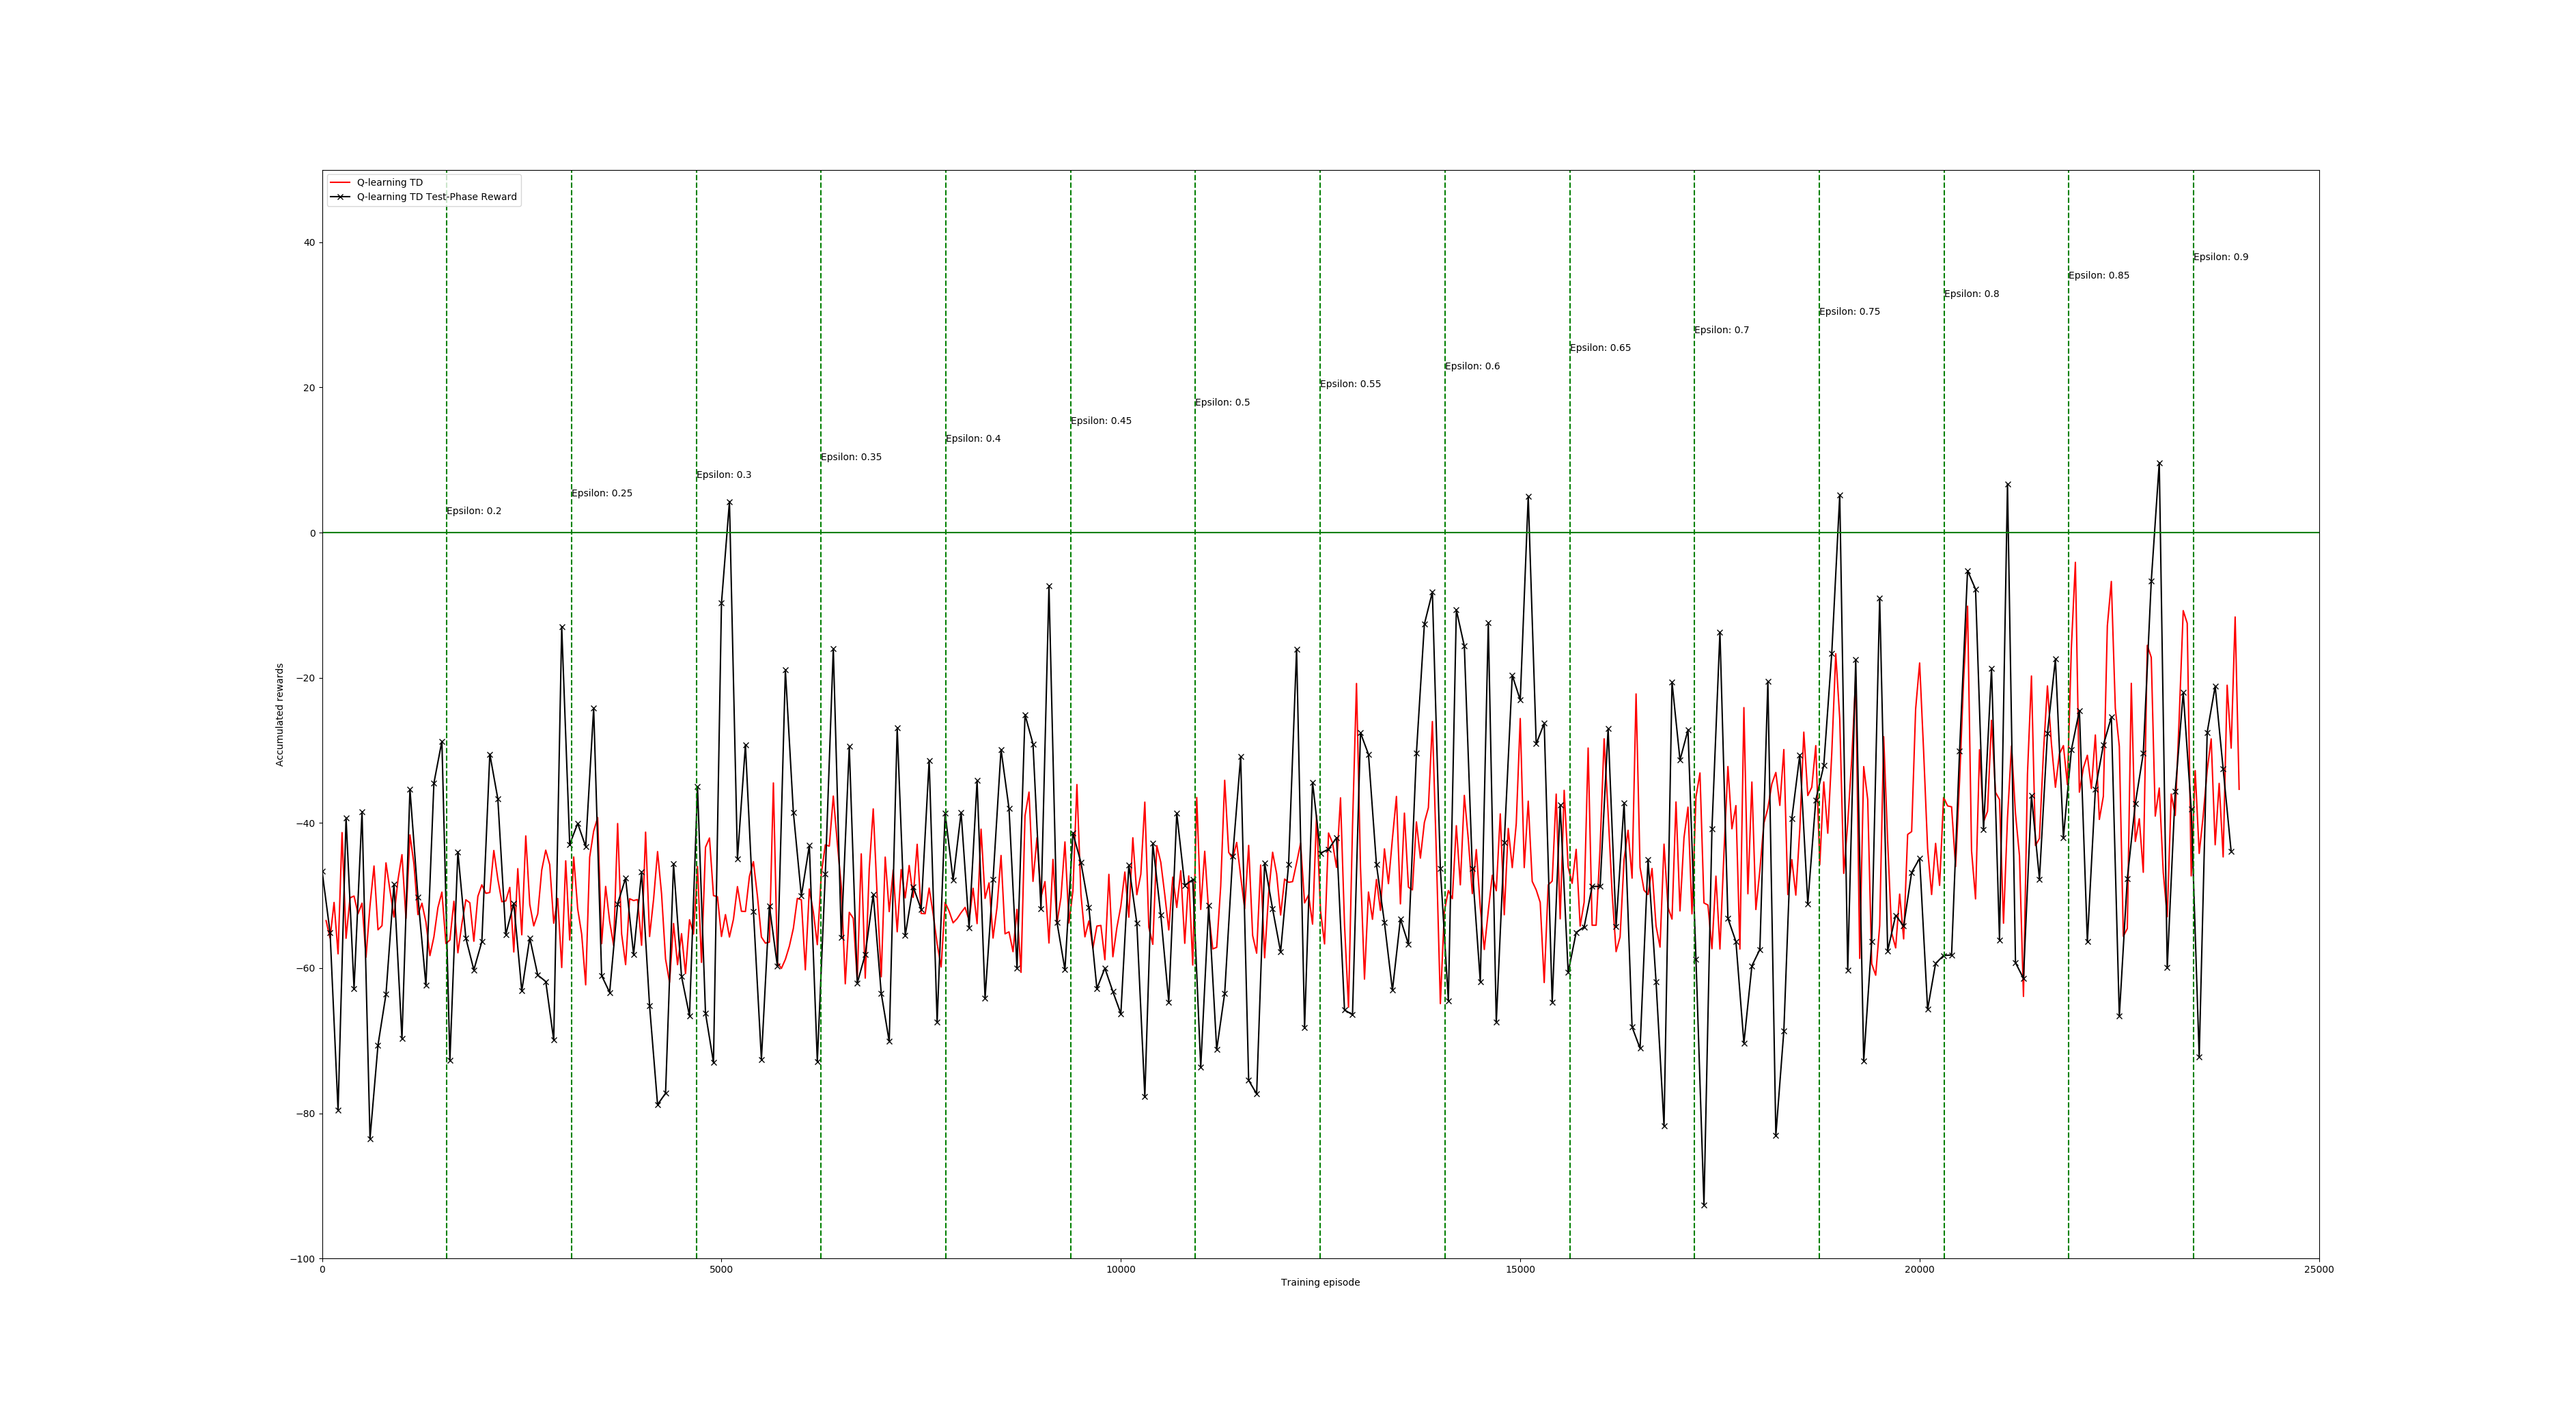 Q-learning TD
Q-learning TD Test-Phase Reward
40
20
0
−20
−40
−60
−80
−100
Accumulated rewards
Epsilon: 0.2
Epsilon: 0.25
Epsilon: 0.3
Epsilon: 0.35
Epsilon: 0.4
Epsilon: 0.45
Epsilon: 0.5
Epsilon: 0.55
Epsilon: 0.6
Epsilon: 0.65
Epsilon: 0.7
Epsilon: 0.75
Epsilon: 0.8
Epsilon: 0.85
Epsilon: 0.9
0
5000
10000
15000
20000
25000
Training episode